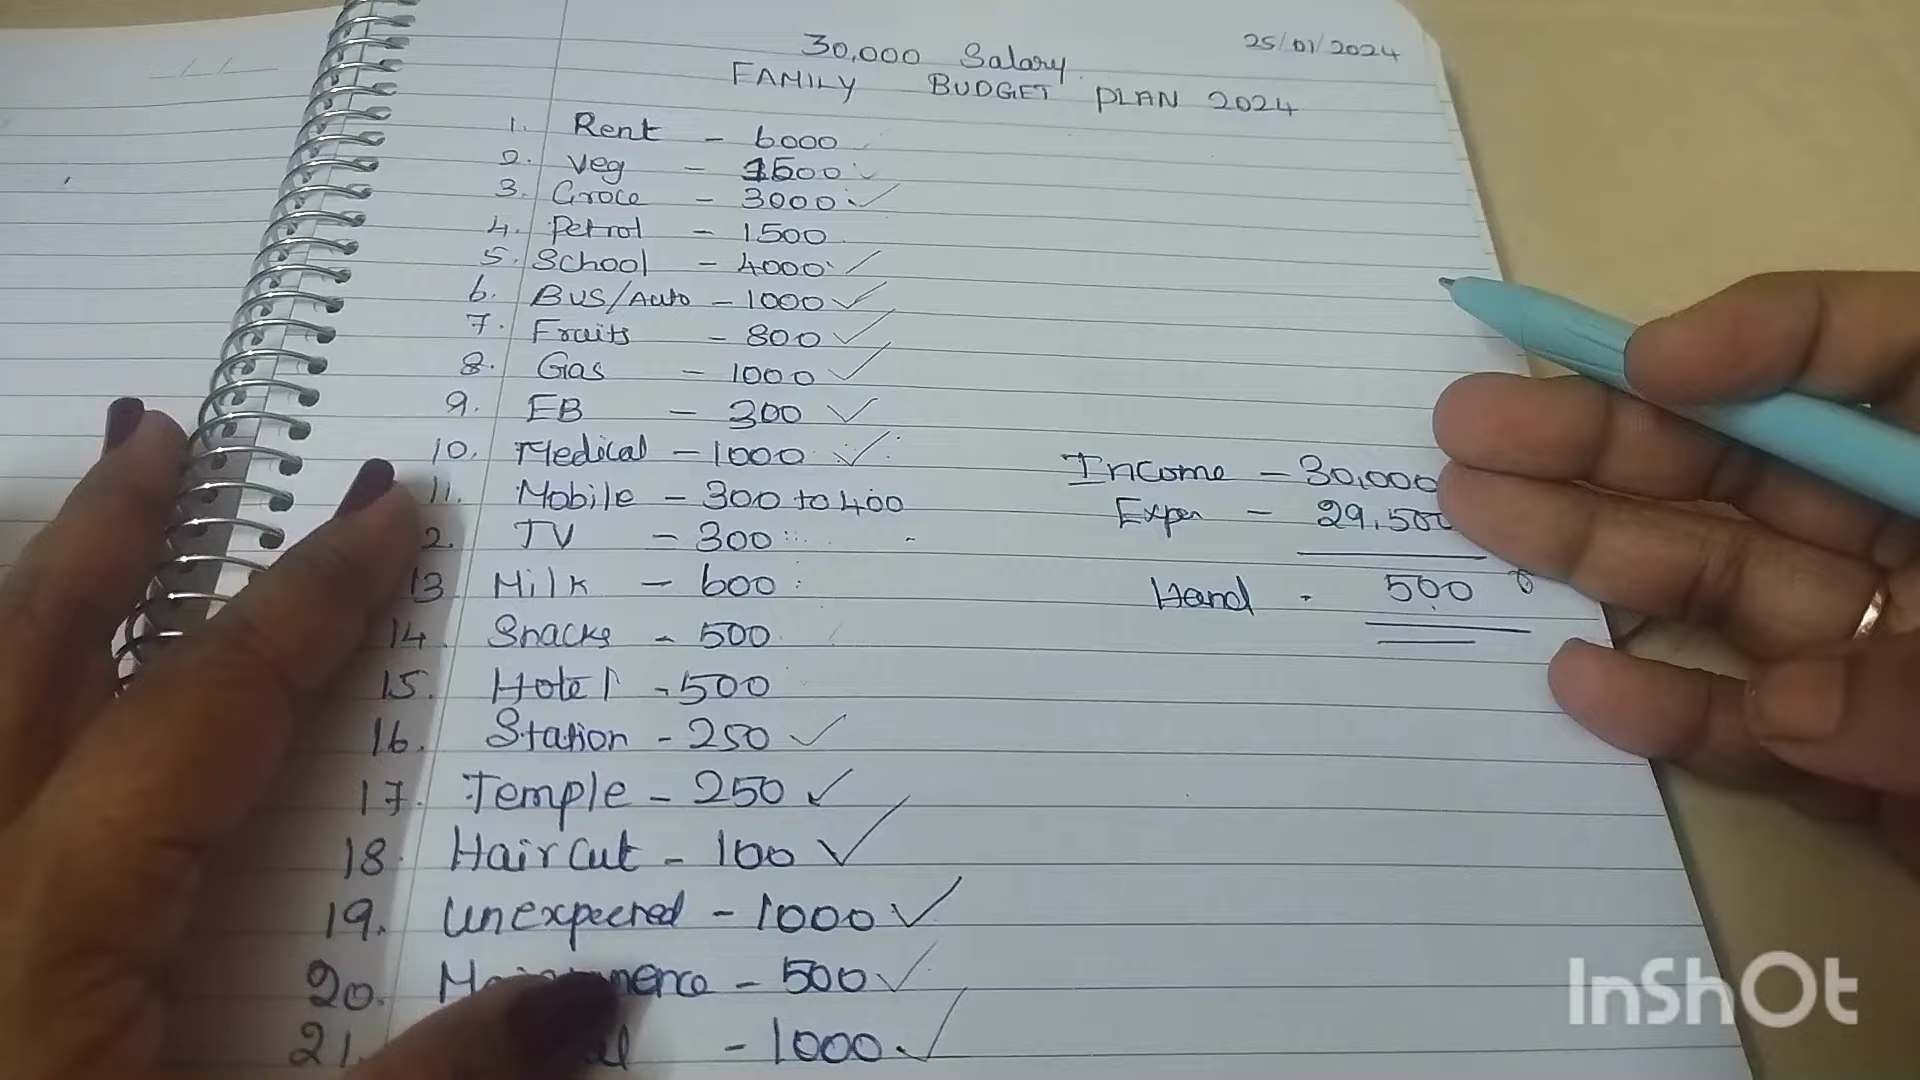 25/01/2024
30,000 Salary
FAMILY BUDGET PLAN 2024
1. Rent - 6000
2. Veg - 1500
3. Groce - 3000 ✓
4. Petrol - 1500
5. School - 4000 ✓
6. BUS/Auto - 1000 ✓
7. Fruits - 800 ✓
8. Gas - 1000 ✓
9. EB - 300 ✓
10. Medical - 1000 ✓
11. Mobile - 300 to 400
2. TV - 300
13 Milk - 600
14. Snacks - 500
15. Hotel - 500
16. Station - 250 ✓
17. Temple - 250 ✓
18. Haircut - 100 ✓
19. Unexpected - 1000 ✓
20. - 500 ✓
21. - 1000 ✓
Income - 30,000
Expen - 29,500
Hand - 500
InShOt